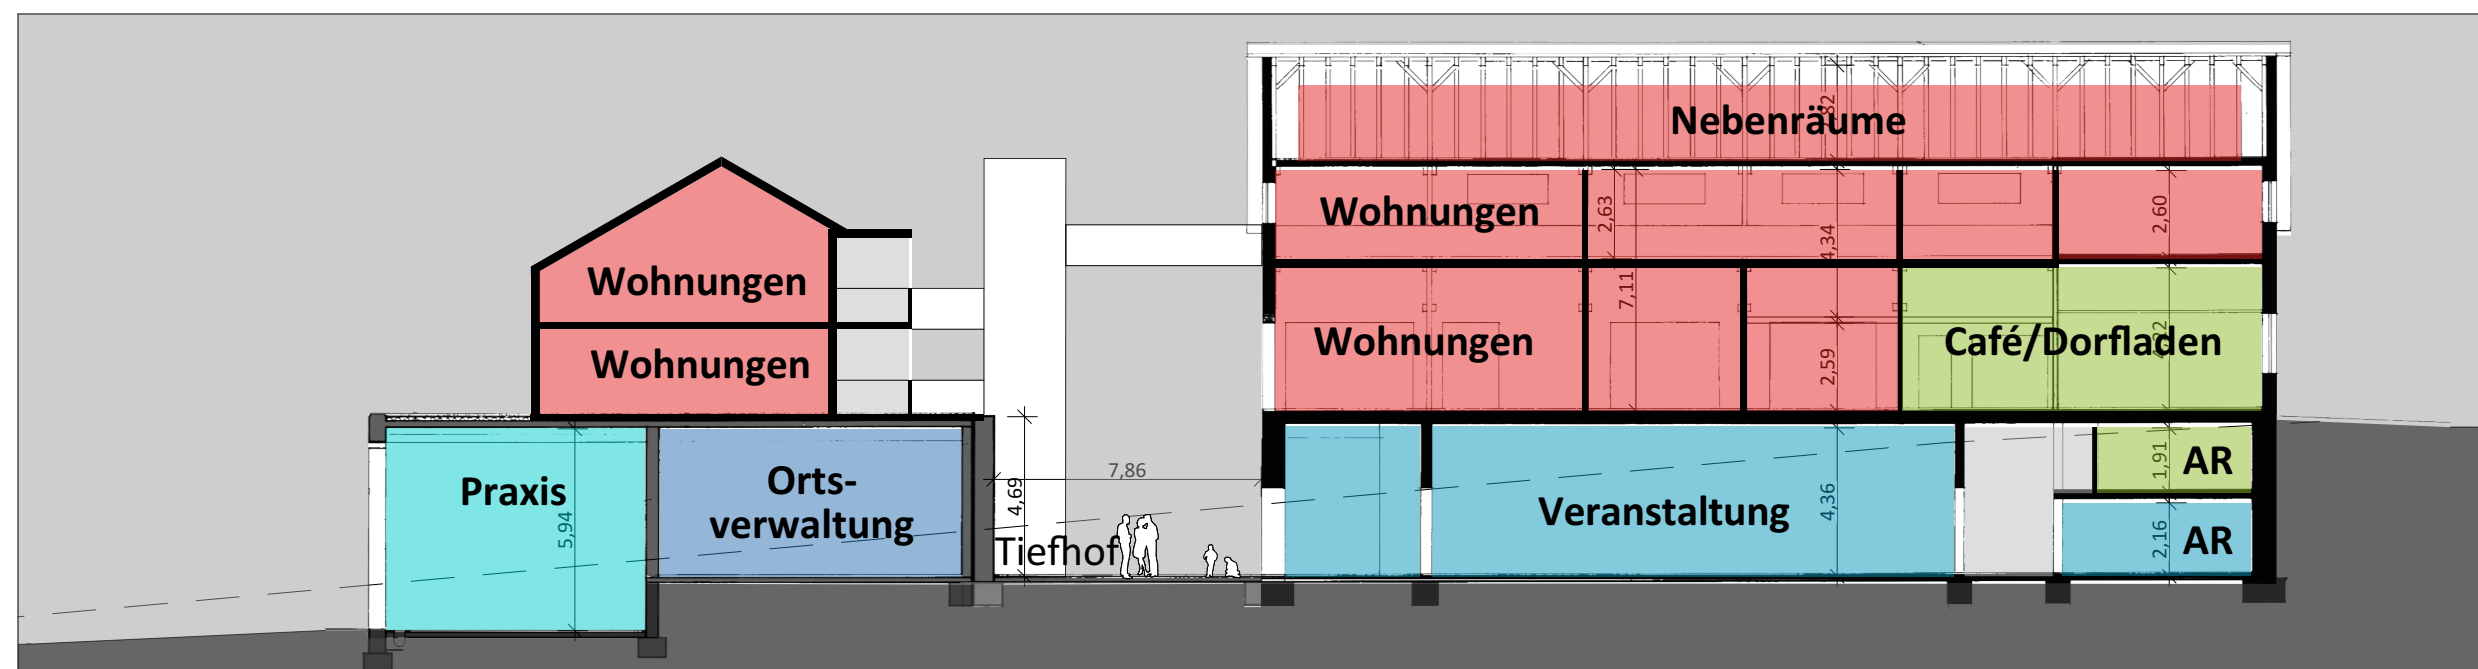 Nebenräume
Wohnungen
2,63
4,34
2,60
Wohnungen
7,11
Wohnungen
Café/Dorfladen
Wohnungen
2,59
Praxis
5,94
Orts-
verwaltung
4,69
7,86
Tiefhof
Veranstaltung
4,36
1,91
AR
2,16
AR